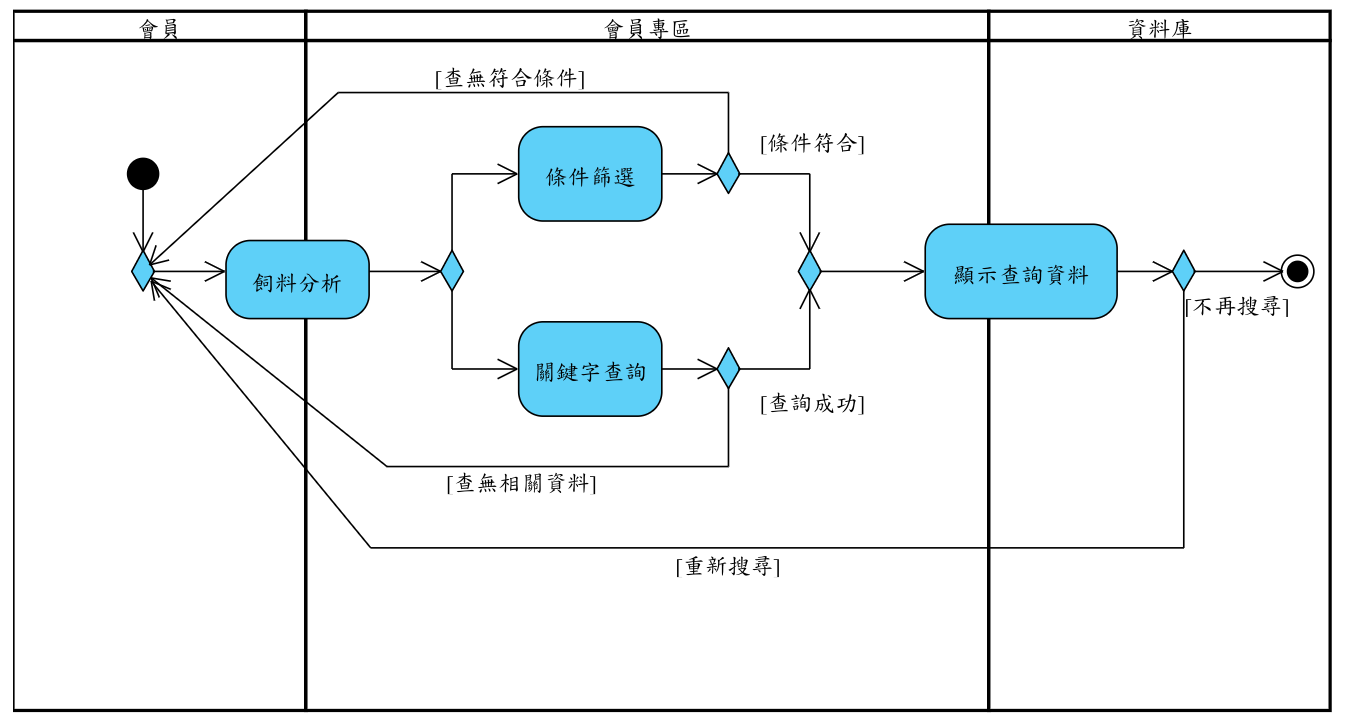 會員
會員專區
資料庫
[查無符合條件]
[條件符合]
條件篩選
飼料分析
顯示查詢資料
[不再搜尋]
關鍵字查詢
[查詢成功]
[查無相關資料]
[重新搜尋]